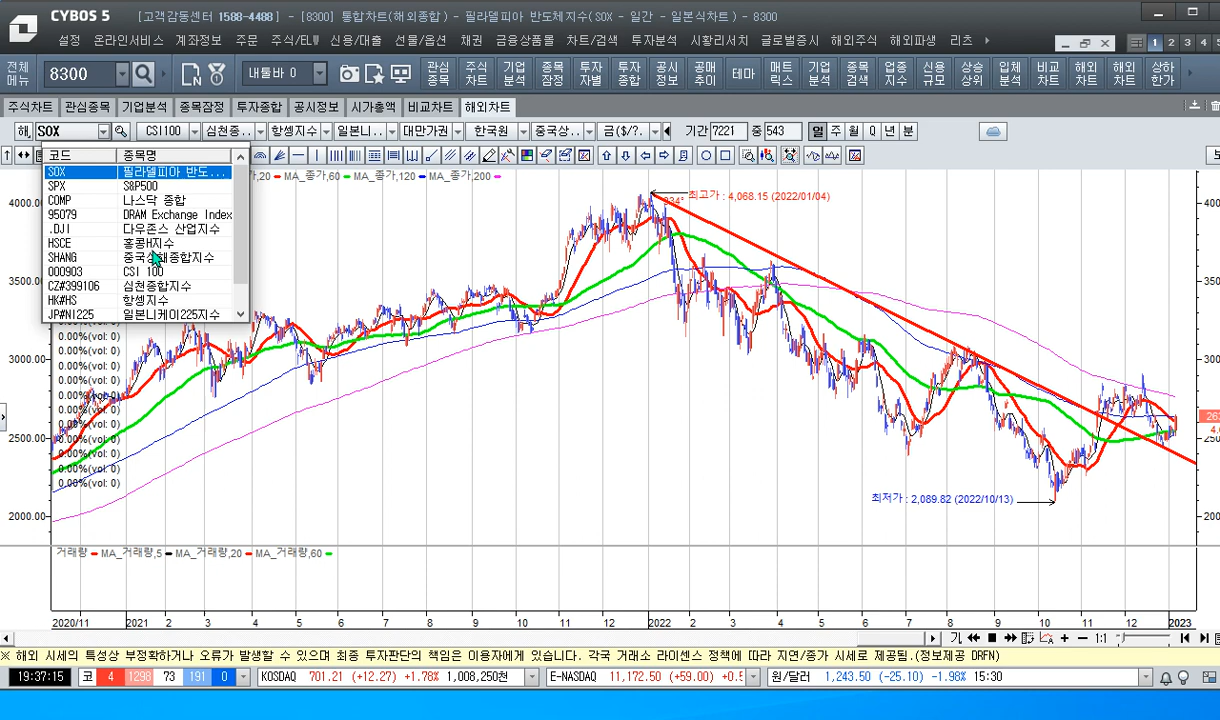 CYBOS 5 [고객감동센터 1588-4488] - [8300] 통합차트(해외종합) - 필라델피아 반도체지수(SOX - 일간 - 일본식차트) - 8300
설정 온라인서비스 계좌정보 주문 주식/ELW 신용/대출 선물/옵션 채권 금융상품몰 차트/검색 투자분석 시황리서치 글로벌증시 해외주식 해외파생 리츠 1 2 3 4
전체메뉴 8300 내툴바 0 관심종목 주식차트 기업분석 종목잠정 투자자별 투자종합 공시정보 공매추이 테마 매트릭스 기업분석 종목검색 업종지수 신용규모 상승상위 입체분석 비교차트 해외차트 해외차트 상하한가
주식차트 관심종목 기업분석 종목잠정 투자종합 공시정보 시가총액 비교차트 해외차트
해 SOX CSI100 심천종.. 항셍지수 일본니.. 대만가권 한국원 중국상.. 금($/?. 기간 7221 중 543 일 주 월 Q 년 분
코드 종목명
SOX 필라델피아 반도...
SPX S&P500
COMP 나스닥 종합
95079 DRAM Exchange Index
.DJI 다우존스 산업지수
HSCE 홍콩H지수
SHANG
000903 CSI 100
CZ#399106 심천종합지수
HK#HS 항셍지수
JP#NI225 일본니케이225지수
,20 MA_종가,60 MA_종가,120 MA_종가,200
최고가 : 4,068.15 (2022/01/04)
4000.00
3500.0
3000.00
2500.00
2000.00
0.00%(vol: 0)
0.00%(vol: 0)
0.00%(vol: 0)
0.00%(vol: 0)
0.00%(vol: 0)
0.00%(vol: 0)
0.00%(vol: 0)
0.00%(vol: 0)
0.00%(vol: 0)
0.00%(vol: 0)
0.00%(vol: 0)
최저가 : 2,089.82 (2022/10/13)
거래량 MA_거래량,5 MA_거래량,20 MA_거래량,60
2020/11 2021 2 3 4 5 6 7 8 9 10 11 12 2022 2 3 4 5 6 7 8 9 10 11 12 2023
1:1
※ 해외 시세의 특성상 부정확하거나 오류가 발생할 수 있으며 최종 투자판단의 책임은 이용자에게 있습니다. 각국 거래소 라이센스 정책에 따라 지연/종가 시세로 제공됨.(정보제공 DRFN)
19:37:15 코 4 1298 73 191 0 KOSDAQ 701.21 (+12.27) +1.78% 1,008,250천 E-NASDAQ 11,172.50 (+59.00) 원/달러 1,243.50 (-25.10) -1.98% 15:30